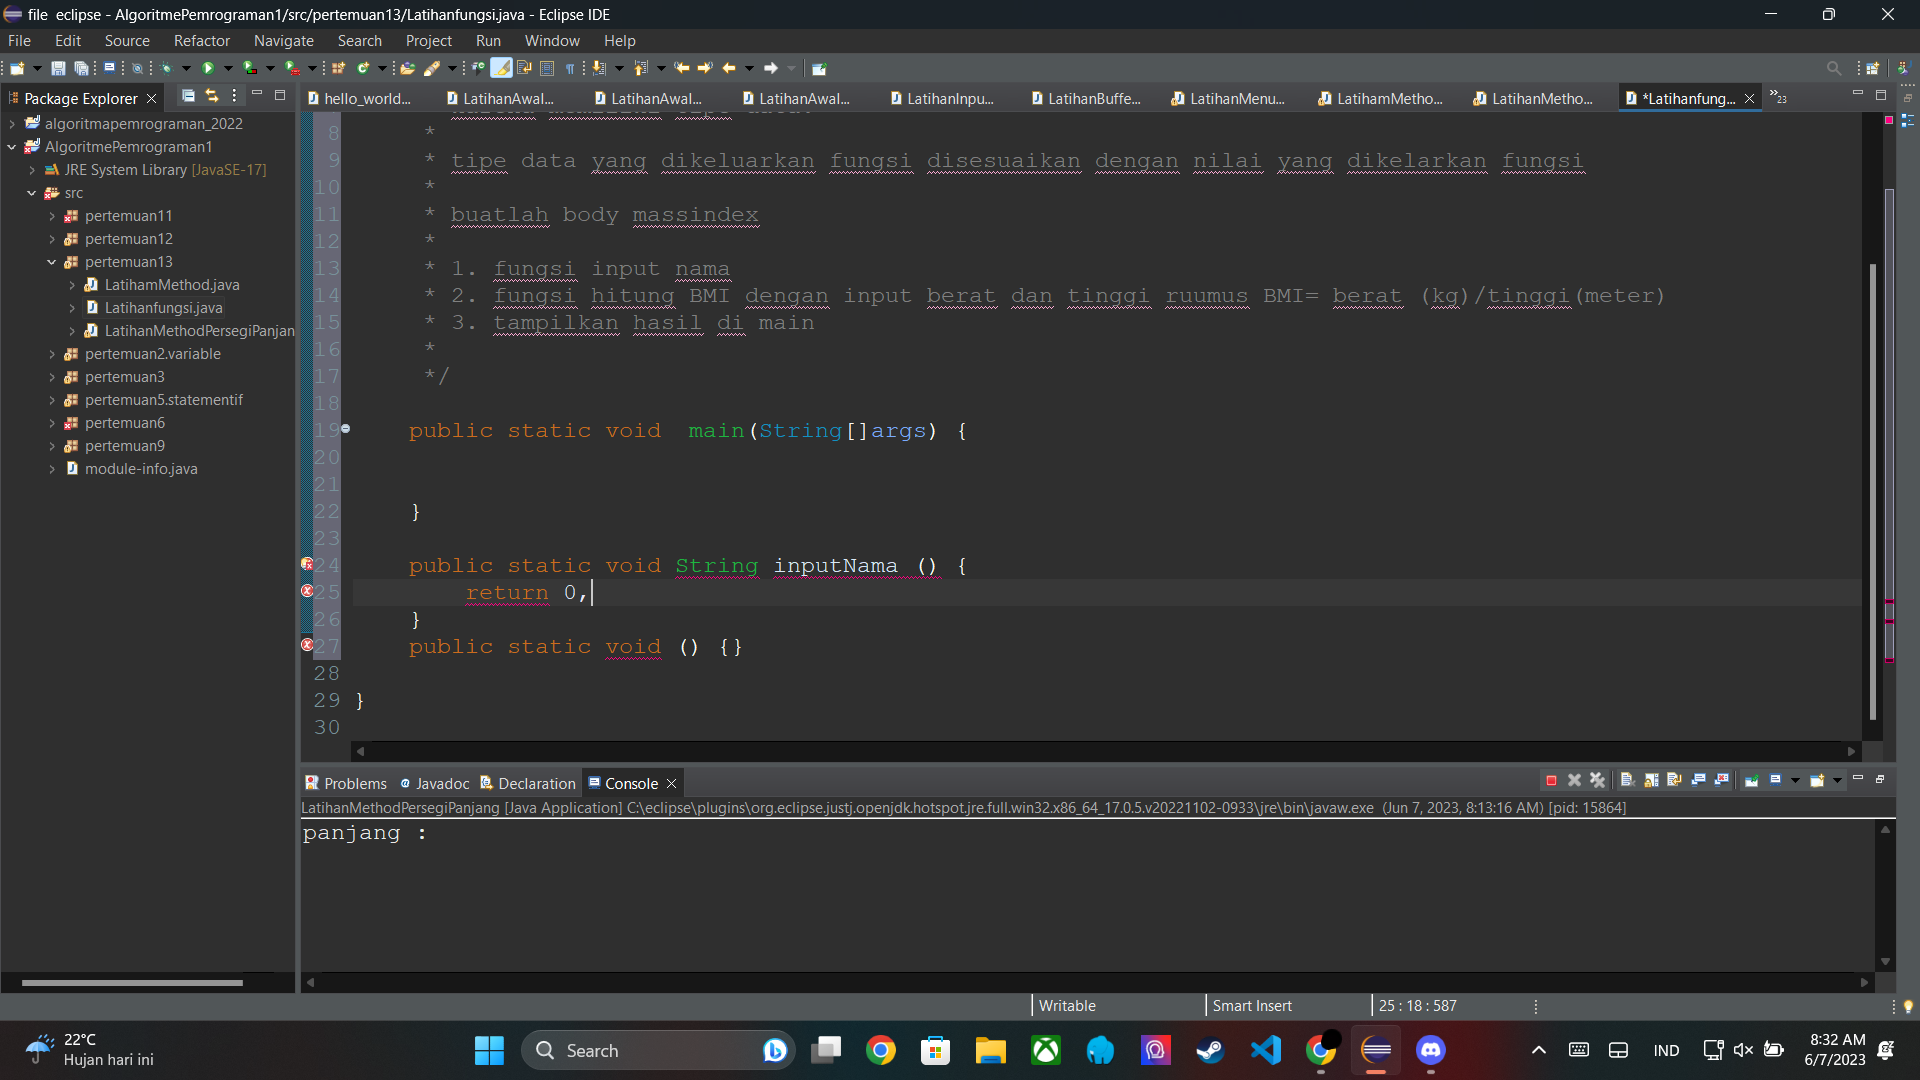 file eclipse - AlgoritmePemrograman1/src/pertemuan13/Latihanfungsi.java - Eclipse IDE
File Edit Source Refactor Navigate Search Project Run Window Help
Package Explorer
hello_world... LatihanAwal... LatihanAwal... LatihanAwal... LatihanInpu... LatihanBuffe... LatihanMenu... LatihamMetho... LatihanMetho... *Latihanfung... 23
algoritmapemrograman_2022
AlgoritmePemrograman1
JRE System Library [JavaSE-17]
src
pertemuan11
pertemuan12
pertemuan13
LatihamMethod.java
Latihanfungsi.java
LatihanMethodPersegiPanjan
pertemuan2.variable
pertemuan3
pertemuan5.statementif
pertemuan6
pertemuan9
module-info.java
8 *
9 * tipe data yang dikeluarkan fungsi disesuaikan dengan nilai yang dikelarkan fungsi
10 *
11 * buatlah body massindex
12 *
13 * 1. fungsi input nama
14 * 2. fungsi hitung BMI dengan input berat dan tinggi ruumus BMI= berat (kg)/tinggi(meter)
15 * 3. tampilkan hasil di main
16 *
17 */
18
19 public static void main(String[]args) {
20
21
22 }
23
24 public static void String inputNama () {
25 return 0,
26 }
27 public static void () {}
28
29 }
30
Problems Javadoc Declaration Console
LatihanMethodPersegiPanjang [Java Application] C:\eclipse\plugins\org.eclipse.justj.openjdk.hotspot.jre.full.win32.x86_64_17.0.5.v20221102-0933\jre\bin\javaw.exe (Jun 7, 2023, 8:13:16 AM) [pid: 15864]
panjang :
Writable Smart Insert 25 : 18 : 587
22°C
Hujan hari ini
Search
IND
8:32 AM
6/7/2023